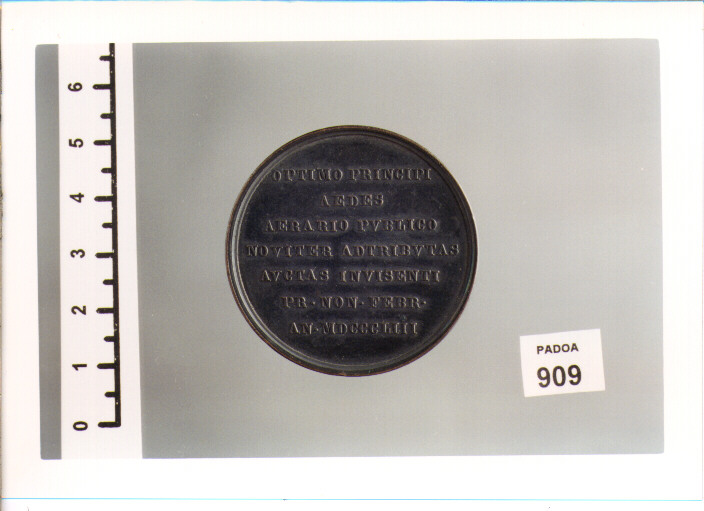 OPTIMO PRINCIPI
AEDES
AERARIO PVBLICO
NOVITER ADTRIBVTAS
AVCTAS INVISENTI
PR·NON·FEBR·
AN·MDCCCLIII
PADOA
909
0 1 2 3 4 5 6